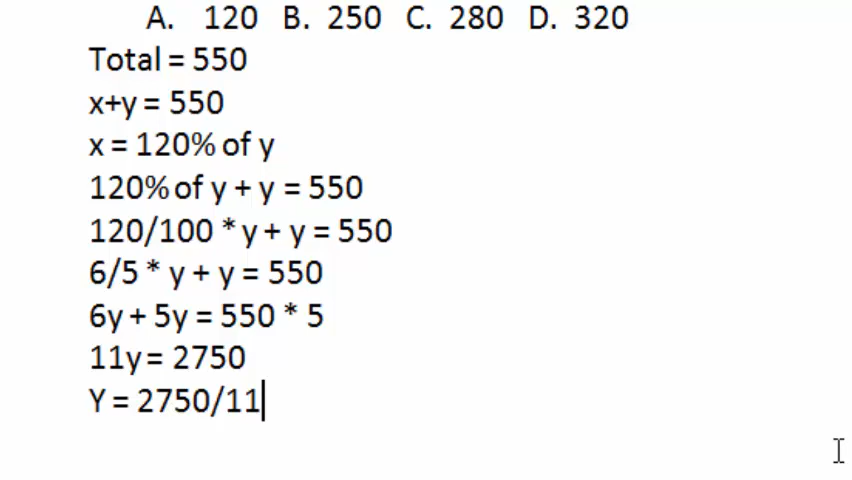 A. 120 B. 250 C. 280 D. 320
Total = 550
x+y = 550
x = 120% of y
120% of y + y = 550
120/100 * y + y = 550
6/5 * y + y = 550
6y + 5y = 550 * 5
11y = 2750
Y = 2750/11